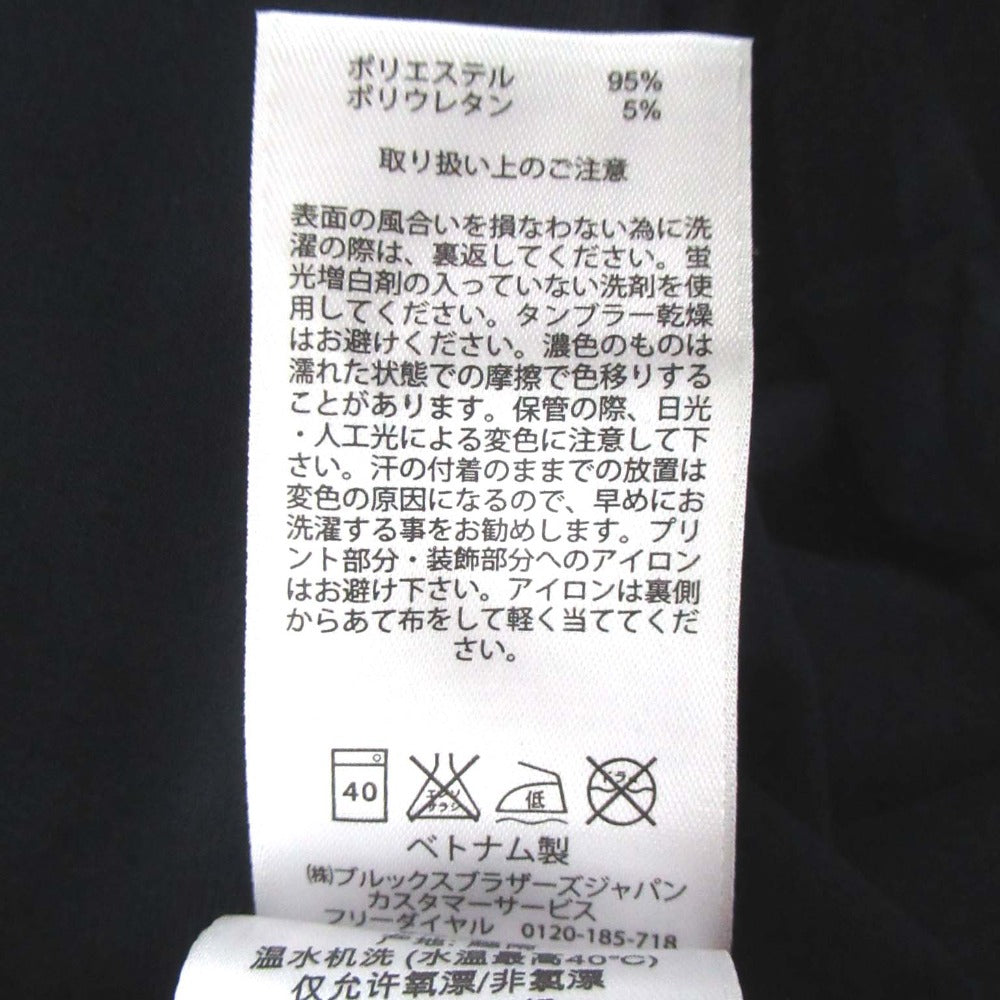 ポリエステル 95%
ポリウレタン 5%
取り扱い上のご注意
表面の風合いを損なわない為に洗
濯の際は、裏返してください。蛍
光増白剤の入っていない洗剤を使
用してください。タンブラー乾燥
はお避けください。濃色のものは
濡れた状態での摩擦で色移りする
ことがあります。保管の際、日光
・人工光による変色に注意して下
さい。汗の付着のままでの放置は
変色の原因になるので、早めにお
洗濯する事をお勧めします。プリ
ント部分・装飾部分へのアイロン
はお避け下さい。アイロンは裏側
からあて布をして軽く当ててくだ
さい。
40 エンソサラシ 低 ドライ
ベトナム製
㈱ブルックスブラザーズジャパン
カスタマーサービス
フリーダイヤル 0120-185-718
温水机洗 (水温最高40°C)
仅允许氧漂/非氯漂